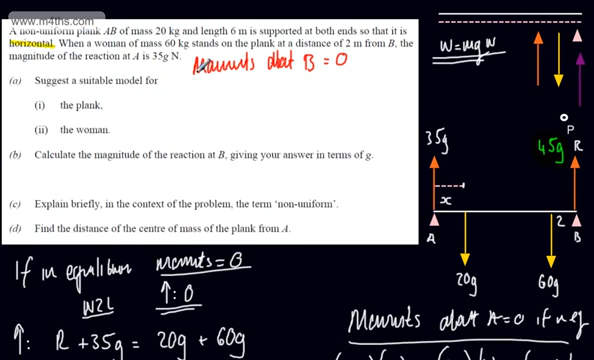 www.m4ths.com
A non-uniform plank AB of mass 20 kg and length 6 m is supported at both ends so that it is
horizontal. When a woman of mass 60 kg stands on the plank at a distance of 2 m from B, the
magnitude of the reaction at A is 35g N.
Moments about B = 0
(a) Suggest a suitable model for
(i) the plank,
(ii) the woman.
(b) Calculate the magnitude of the reaction at B, giving your answer in terms of g.
(c) Explain briefly, in the context of the problem, the term ‘non-uniform’.
(d) Find the distance of the centre of mass of the plank from A.
W=mg N
P
35g
45g R
x
2
A
B
20g
60g
If in equilibrium moments = 0
N2L
↑: 0
↑: R + 35g = 20g + 60g
Moments about A=0 if in eq